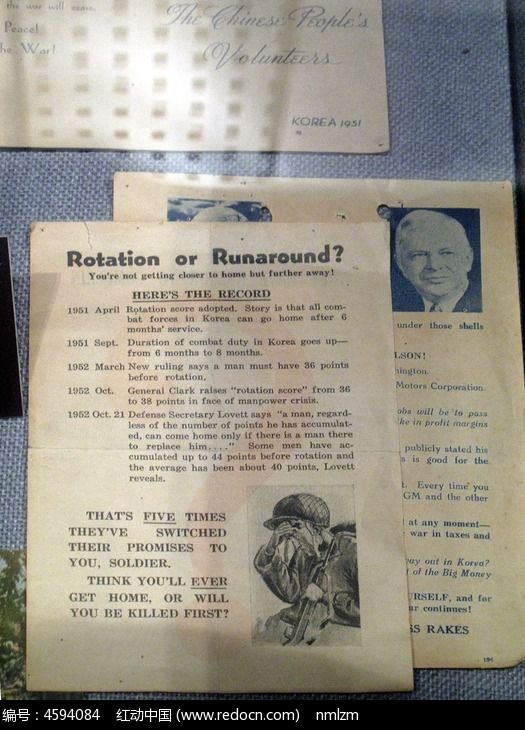 the war will cease.
Peace!
he War!
The Chinese People's
Volunteers
KOREA 1951
Rotation or Runaround?
You're not getting closer to home but further away!
HERE'S THE RECORD
1951 April Rotation score adopted. Story is that all com-
bat forces in Korea can go home after 6
months' service.
1951 Sept. Duration of combat duty in Korea goes up—
from 6 months to 8 months.
1952 March New ruling says a man must have 36 points
before rotation.
1952 Oct. General Clark raises "rotation score" from 36
to 38 points in face of manpower crisis.
1952 Oct. 21 Defense Secretary Lovett says "a man, regard-
less of the number of points he has accumulat-
ed, can come home only if there is a man there
to replace him...." Some men have ac-
cumulated up to 44 points before rotation and
the average has been about 40 points, Lovett
reveals.
THAT'S FIVE TIMES
THEY'VE SWITCHED
THEIR PROMISES TO
YOU, SOLDIER.
THINK YOU'LL EVER
GET HOME, OR WILL
YOU BE KILLED FIRST?
under those shells
LSON!
hington.
Motors Corporation.
obs will be to pass
ke in profit margins
publicly stated his
s is good for the
t. Every time you
GM and the other
d at any moment—
war in taxes and
way out in Korea?
t of the Big Money
URSELF, and for
ar continues!
SS RAKES
编号：4594084 红动中国 (www.redocn.com) nmlzm